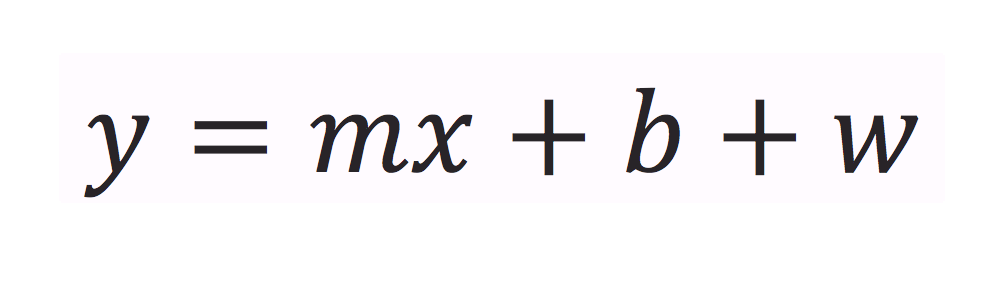 y = mx + b + w